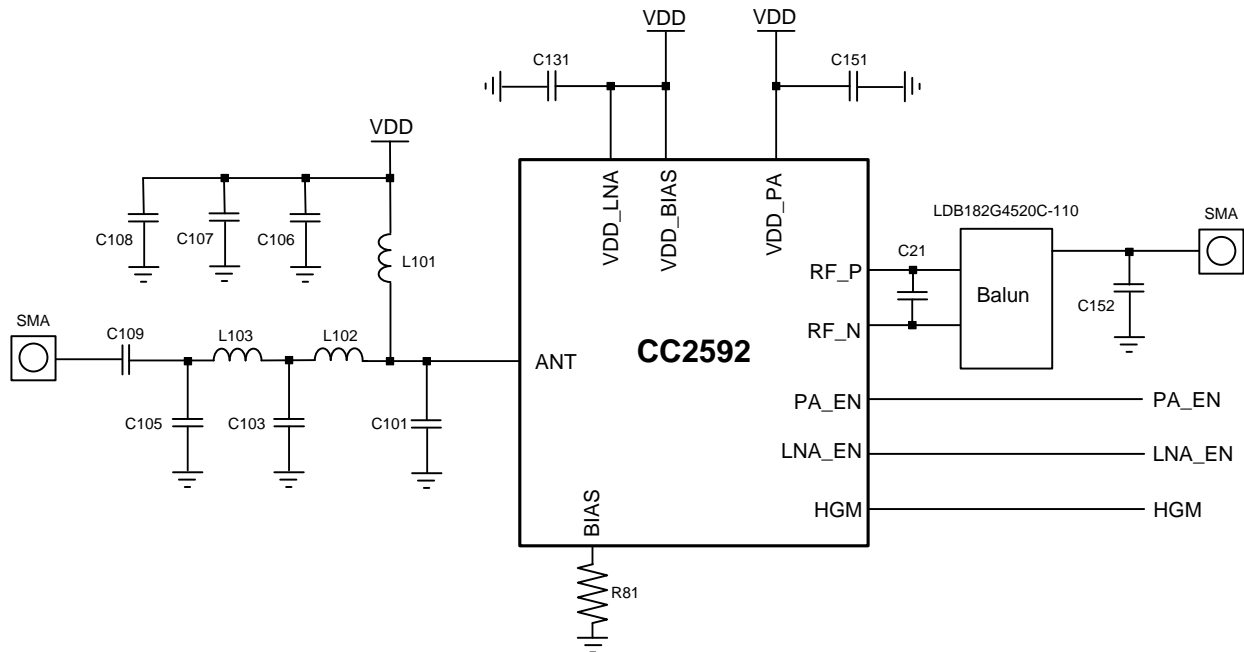 VDD
VDD
C131
C151
VDD
VDD_LNA
VDD_BIAS
VDD_PA
LDB182G4520C-110
SMA
C108
C107
C106
L101
RF_P
C21
Balun
C152
SMA
C109
L103
L102
RF_N
CC2592
ANT
PA_EN
PA_EN
C105
C103
C101
LNA_EN
LNA_EN
BIAS
HGM
HGM
R81